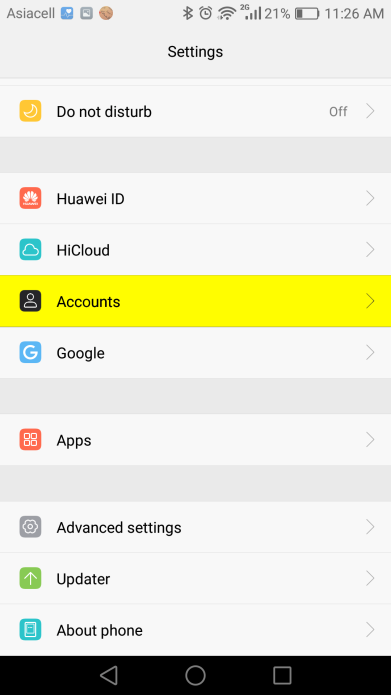 Asiacell 2G 21% 11:26 AM
Settings
Do not disturb Off
Huawei ID
HiCloud
Accounts
Google
Apps
Advanced settings
Updater
About phone